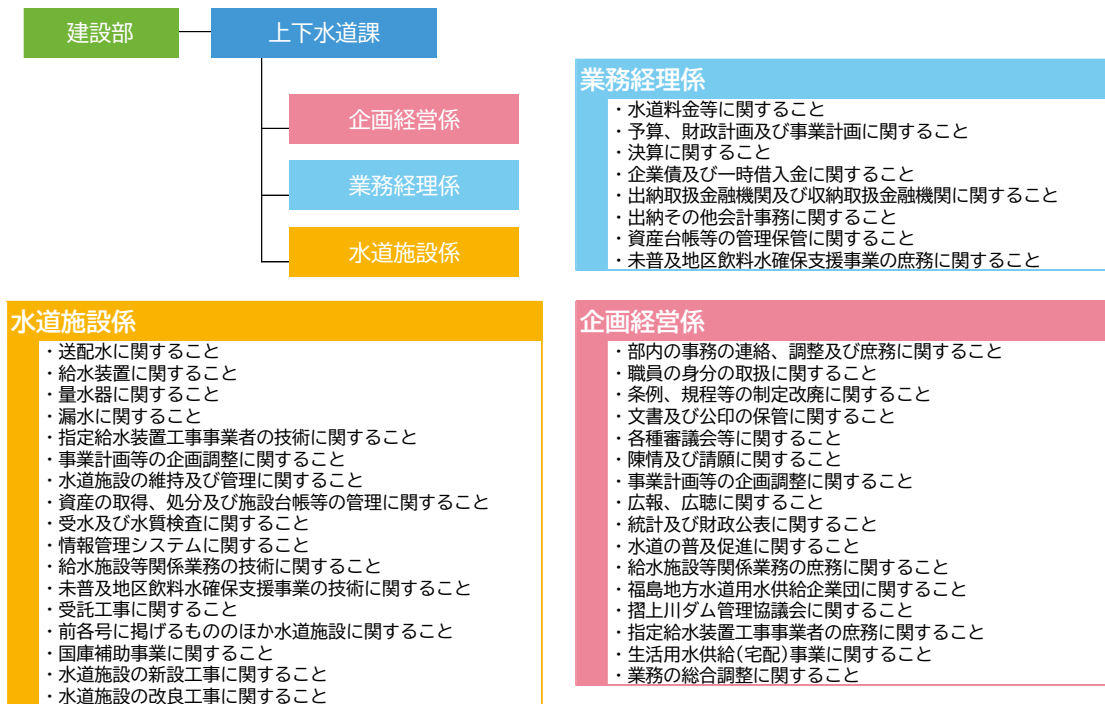 建設部
上下水道課
企画経営係
業務経理係
水道施設係
業務経理係
・水道料金等に関すること
・予算、財政計画及び事業計画に関すること
・決算に関すること
・企業債及び一時借入金に関すること
・出納取扱金融機関及び収納取扱金融機関に関すること
・出納その他会計事務に関すること
・資産台帳等の管理保管に関すること
・未普及地区飲料水確保支援事業の庶務に関すること
水道施設係
・送配水に関すること
・給水装置に関すること
・量水器に関すること
・漏水に関すること
・指定給水装置工事事業者の技術に関すること
・事業計画等の企画調整に関すること
・水道施設の維持及び管理に関すること
・資産の取得、処分及び施設台帳等の管理に関すること
・受水及び水質検査に関すること
・情報管理システムに関すること
・給水施設等関係業務の技術に関すること
・未普及地区飲料水確保支援事業の技術に関すること
・受託工事に関すること
・前各号に掲げるもののほか水道施設に関すること
・国庫補助事業に関すること
・水道施設の新設工事に関すること
・水道施設の改良工事に関すること
企画経営係
・部内の事務の連絡、調整及び庶務に関すること
・職員の身分の取扱に関すること
・条例、規程等の制定改廃に関すること
・文書及び公印の保管に関すること
・各種審議会等に関すること
・陳情及び請願に関すること
・事業計画等の企画調整に関すること
・広報、広聴に関すること
・統計及び財政公表に関すること
・水道の普及促進に関すること
・給水施設等関係業務の庶務に関すること
・福島地方水道用水供給企業団に関すること
・摺上川ダム管理協議会に関すること
・指定給水装置工事事業者の庶務に関すること
・生活用水供給(宅配)事業に関すること
・業務の総合調整に関すること